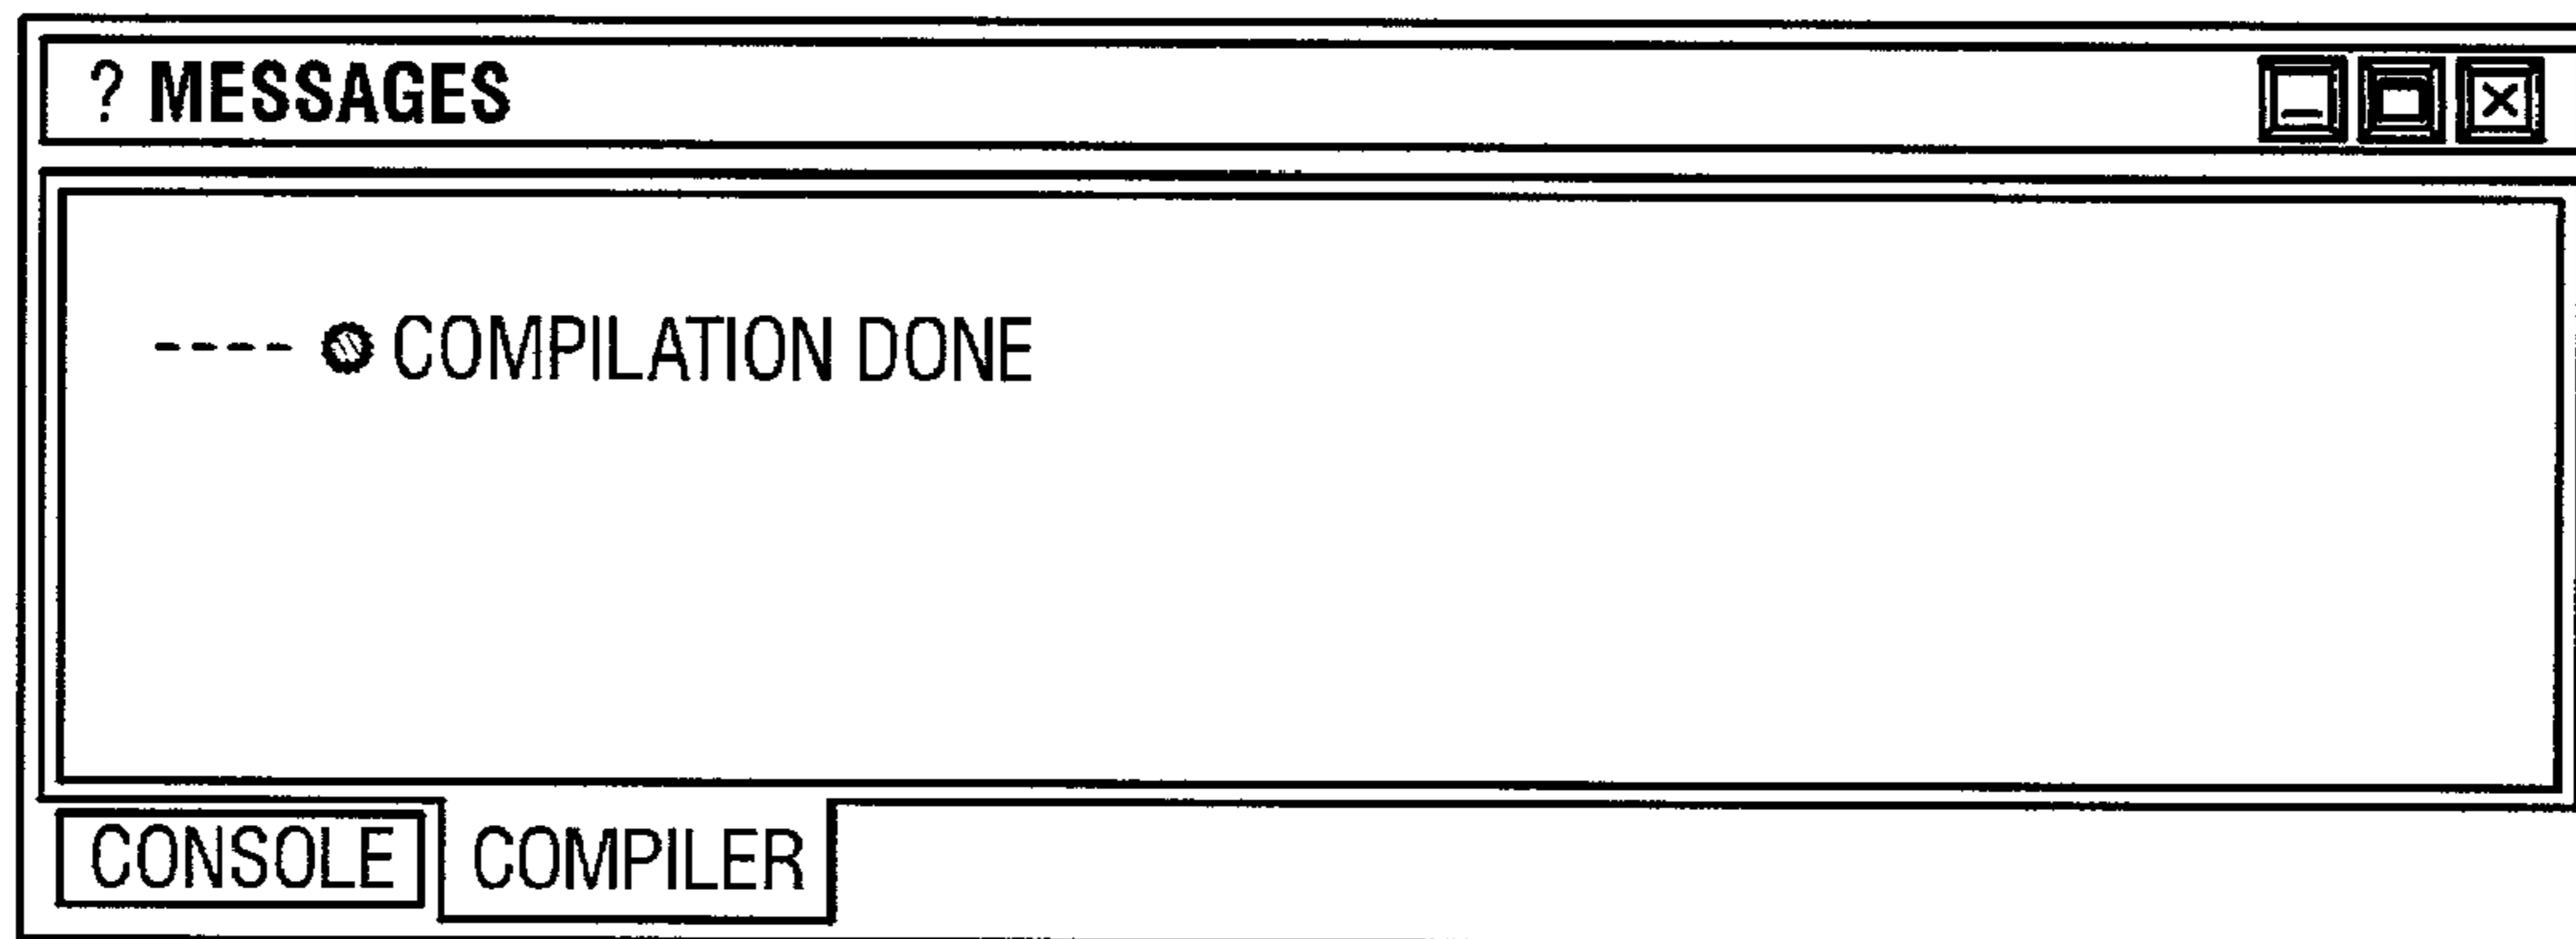 ? MESSAGES
---- COMPILATION DONE
CONSOLE COMPILER